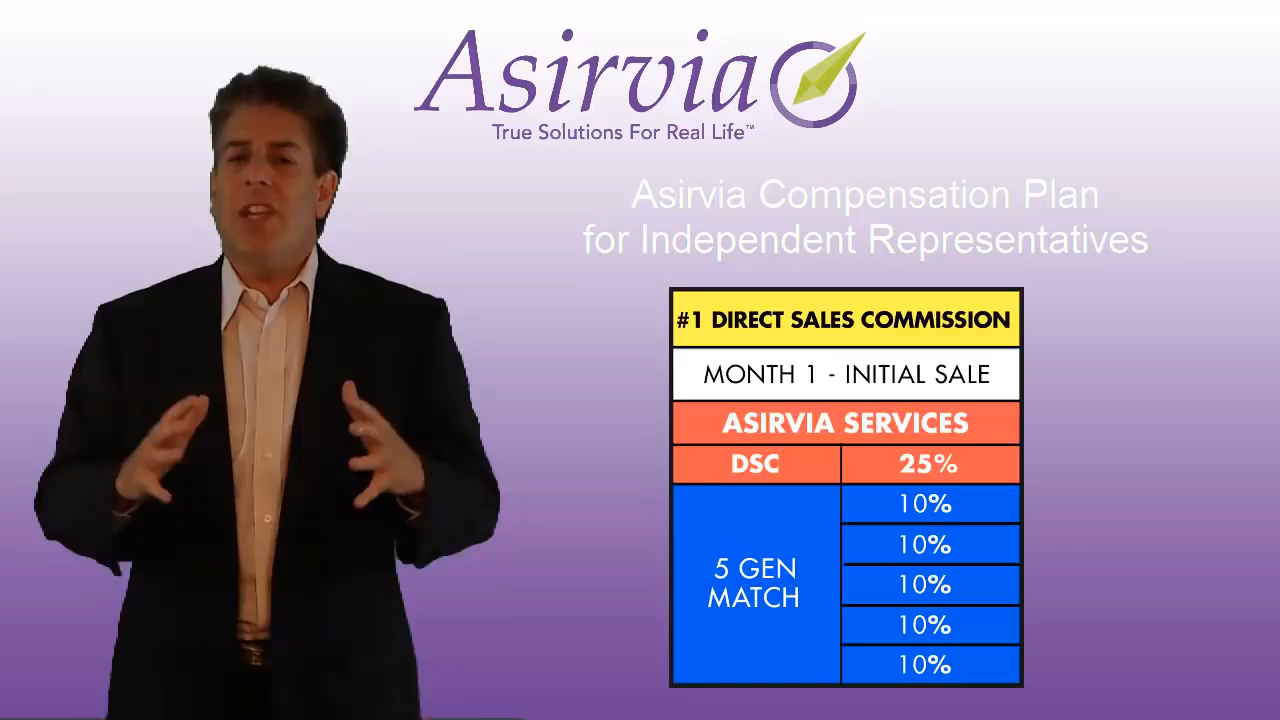 Asirvia
True Solutions For Real Life™
Asirvia Compensation Plan
for Independent Representatives
#1 DIRECT SALES COMMISSION
MONTH 1 - INITIAL SALE
ASIRVIA SERVICES
DSC 25%
5 GEN
MATCH
10%
10%
10%
10%
10%